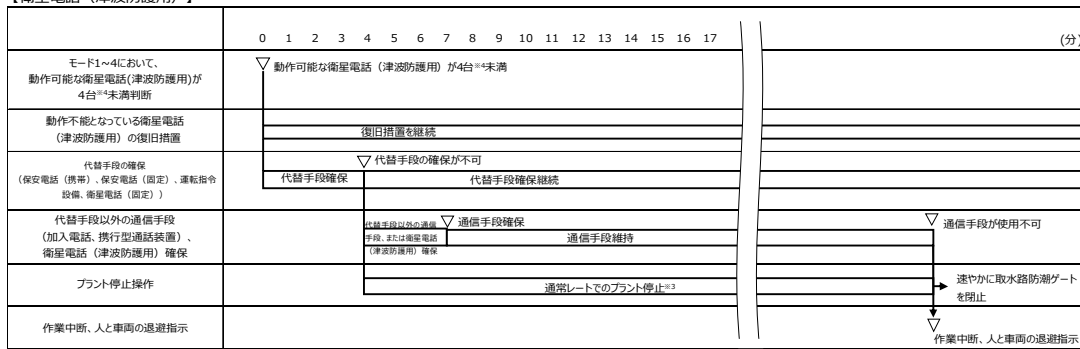 【衛星電話（津波防護用）】
0 1 2 3 4 5 6 7 8 9 10 11 12 13 14 15 16 17 (分)
モード1~4において、
動作可能な衛星電話(津波防護用)が
4台※4未満判断
▽動作可能な衛星電話（津波防護用）が4台※4未満
動作不能となっている衛星電話
（津波防護用）の復旧措置
復旧措置を継続
代替手段の確保
（保安電話（携帯）、保安電話（固定）、運転指令
設備、衛星電話（固定））
▽代替手段の確保が不可
代替手段確保
代替手段確保継続
代替手段以外の通信手段
（加入電話、携行型通話装置）、
衛星電話（津波防護用）確保
代替手段以外の通信
手段、または衛星電話
（津波防護用）確保
▽通信手段確保
通信手段維持
▽通信手段が使用不可
プラント停止操作
通常レートでのプラント停止※3
速やかに取水路防潮ゲート
を閉止
作業中断、人と車両の退避指示
▽
作業中断、人と車両の退避指示